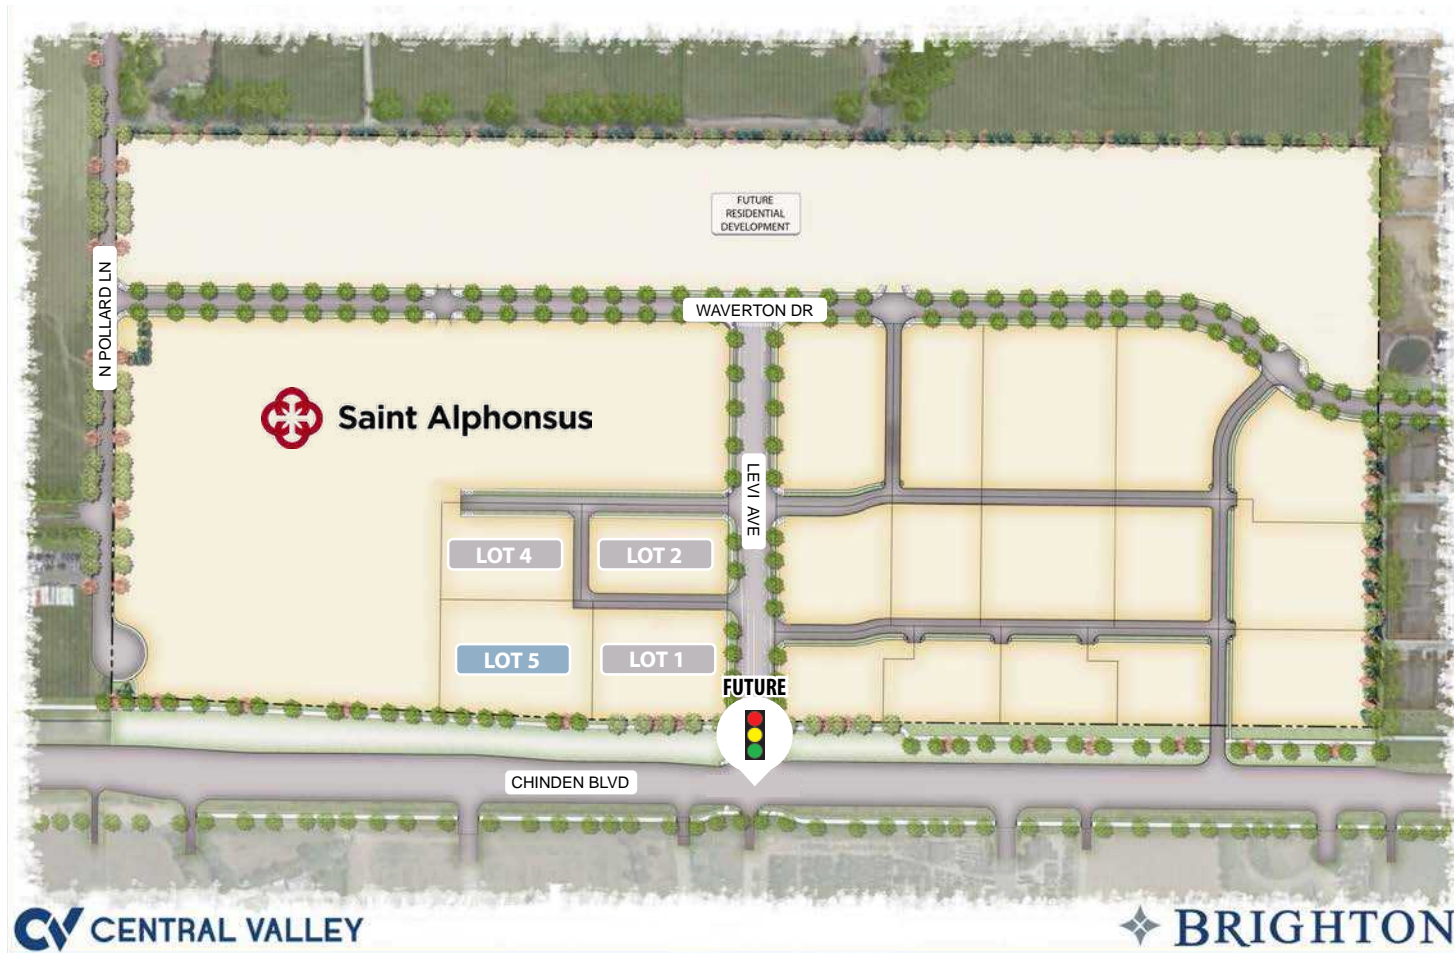 FUTURE
RESIDENTIAL
DEVELOPMENT
N POLLARD LN
WAVERTON DR
Saint Alphonsus
LEVI AVE
LOT 4
LOT 2
LOT 5
LOT 1
FUTURE
CHINDEN BLVD
CV CENTRAL VALLEY
BRIGHTON